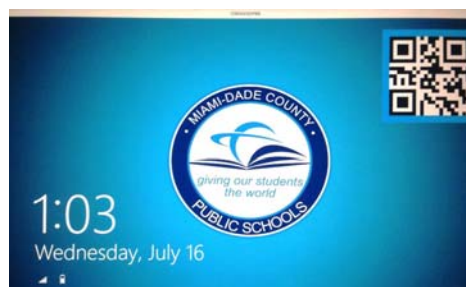 MIAMI-DADE COUNTY
giving our students
the world
PUBLIC SCHOOLS
1:03
Wednesday, July 16